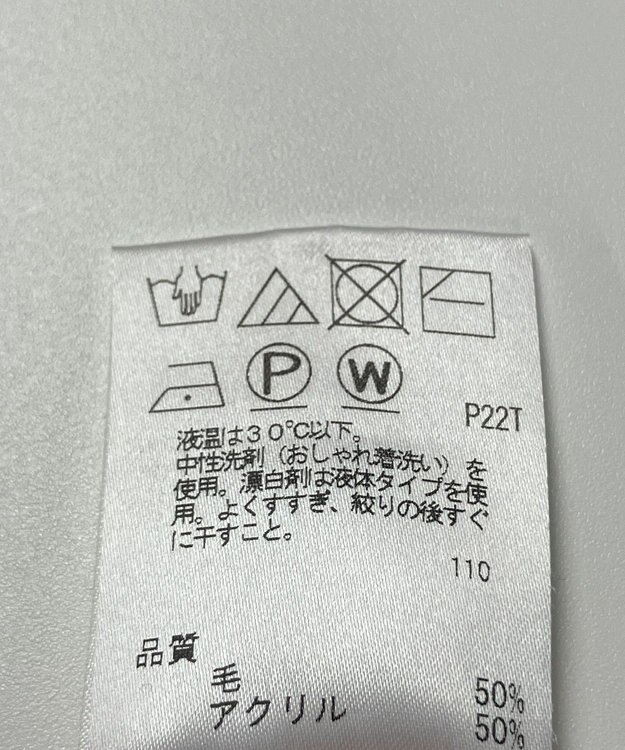 P W
P22T
液温は30℃以下。
中性洗剤（おしゃれ着洗い）を
使用。漂白剤は液体タイプを使
用。よくすすぎ、絞りの後すぐ
に干すこと。
110
品質
毛 50%
アクリル 50%